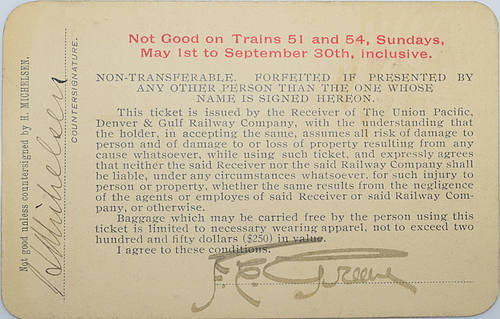 Not Good on Trains 51 and 54, Sundays,
May 1st to September 30th, inclusive.
NON-TRANSFERABLE. FORFEITED IF PRESENTED BY
ANY OTHER PERSON THAN THE ONE WHOSE
NAME IS SIGNED HEREON.
This ticket is issued by the Receiver of The Union Pacific,
Denver & Gulf Railway Company, with the understanding that
the holder, in accepting the same, assumes all risk of damage to
person and of damage to or loss of property resulting from any
cause whatsoever, while using such ticket, and expressly agrees
that neither the said Receiver nor the said Railway Company shall
be liable, under any circumstances whatsoever, for such injury to
person or property, whether the same results from the negligence
of the agents or employes of said Receiver or said Railway Com-
pany, or otherwise.
Baggage which may be carried free by the person using this
ticket is limited to necessary wearing apparel, not to exceed two
hundred and fifty dollars ($250) in value.
I agree to these conditions.
Greene
Not good unless countersigned by H. MICHELSEN.
H Michelsen
COUNTERSIGNATURE.